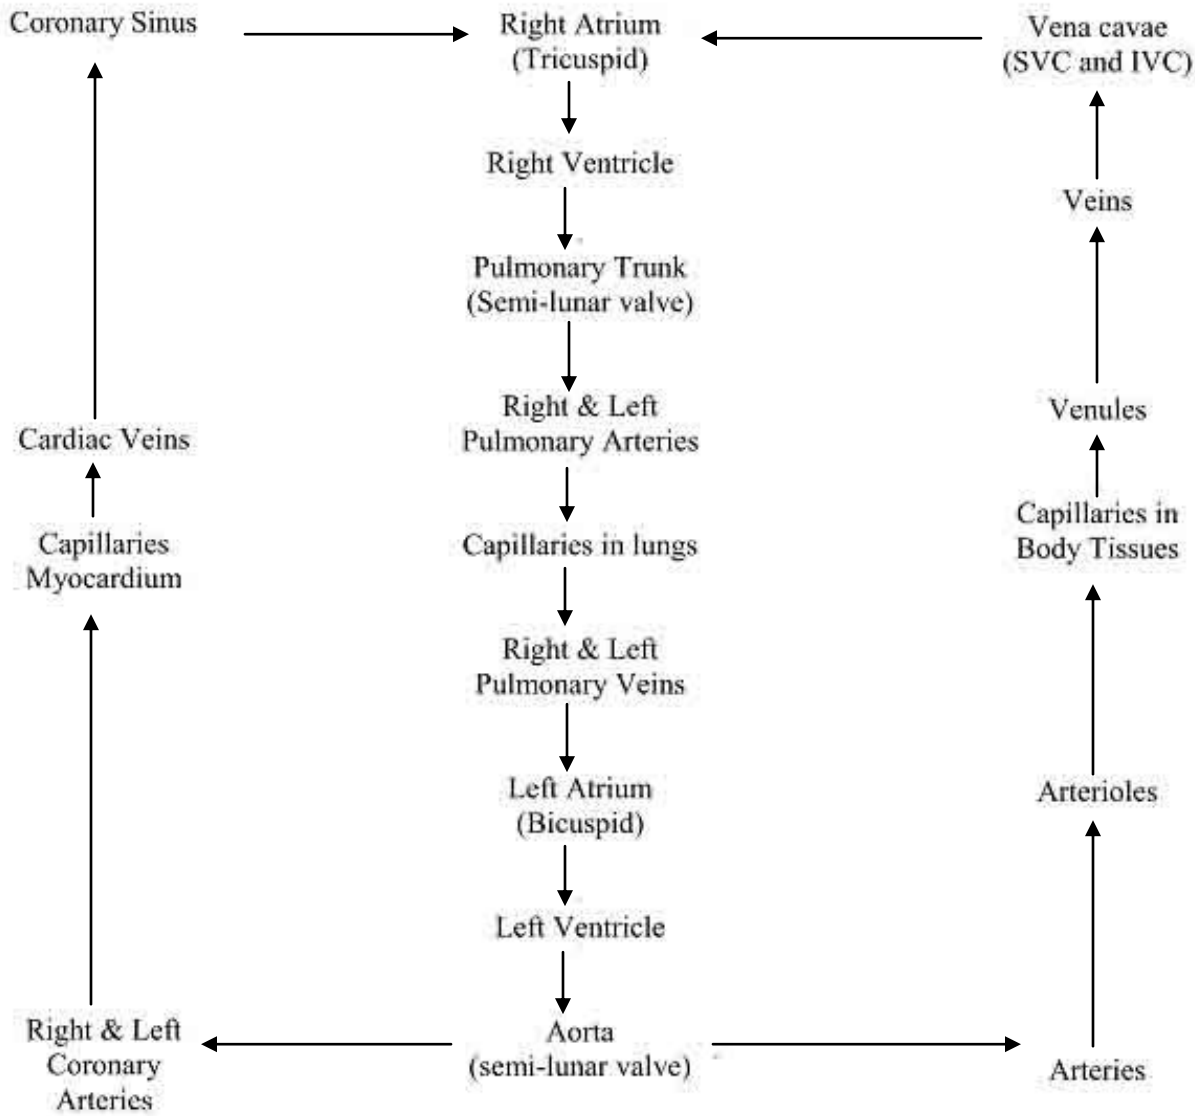 Coronary Sinus
Right Atrium
(Tricuspid)
Vena cavae
(SVC and IVC)
Right Ventricle
Veins
Pulmonary Trunk
(Semi-lunar valve)
Right & Left
Pulmonary Arteries
Venules
Cardiac Veins
Capillaries in
Body Tissues
Capillaries
Myocardium
Capillaries in lungs
Right & Left
Pulmonary Veins
Left Atrium
(Bicuspid)
Arterioles
Left Ventricle
Right & Left
Coronary
Arteries
Aorta
(semi-lunar valve)
Arteries